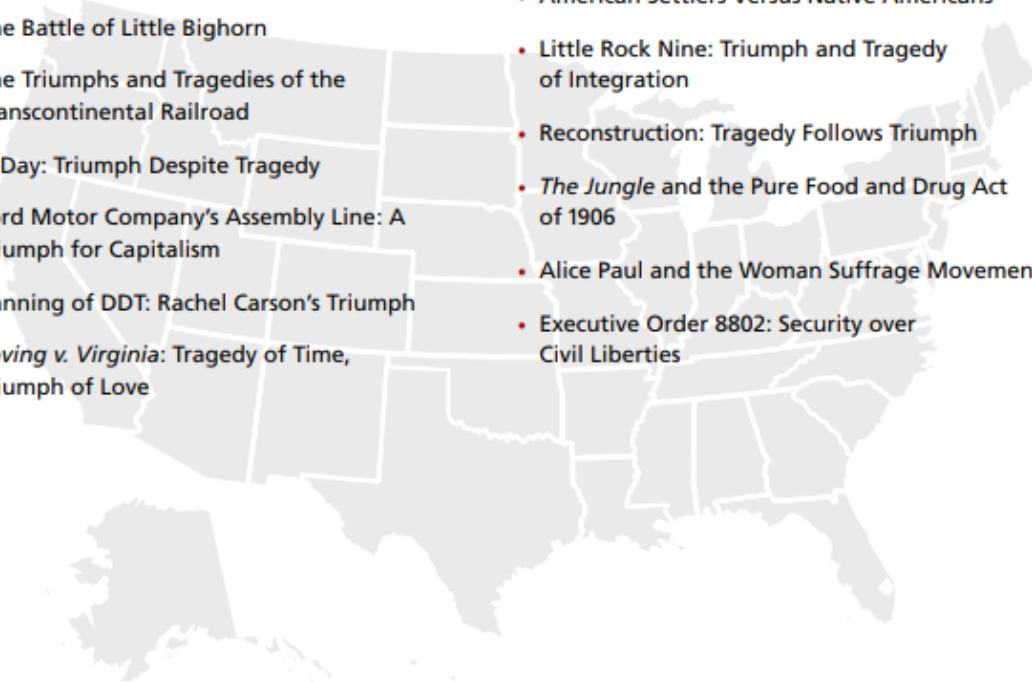 he Battle of Little Bighorn
he Triumphs and Tragedies of the
anscontinental Railroad
Day: Triumph Despite Tragedy
ord Motor Company's Assembly Line: A
iumph for Capitalism
anning of DDT: Rachel Carson's Triumph
ving v. Virginia: Tragedy of Time,
iumph of Love
American Settlers Versus Native Americans
• Little Rock Nine: Triumph and Tragedy
of Integration
• Reconstruction: Tragedy Follows Triumph
• The Jungle and the Pure Food and Drug Act
of 1906
• Alice Paul and the Woman Suffrage Movemen
• Executive Order 8802: Security over
Civil Liberties